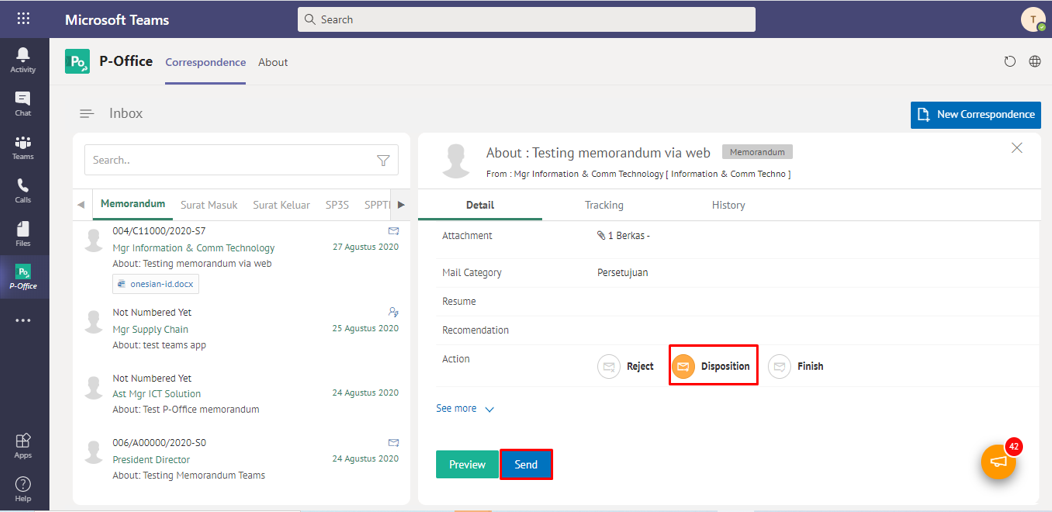 Microsoft Teams
Search
T
Activity
Chat
Teams
Calls
Files
Po
P-Office
Apps
Help
Po
P-Office
Correspondence
About
Inbox
New Correspondence
Search..
Memorandum
Surat Masuk
Surat Keluar
SP3S
004/C11000/2020-S7
Mgr Information & Comm Technology
27 Agustus 2020
About: Testing memorandum via web
onesian-id.docx
Not Numbered Yet
Mgr Supply Chain
25 Agustus 2020
About: test teams app
Not Numbered Yet
Ast Mgr ICT Solution
24 Agustus 2020
About: Test P-Office memorandum
006/A00000/2020-S0
President Director
24 Agustus 2020
About: Testing Memorandum Teams
About : Testing memorandum via web
Memorandum
From : Mgr Information & Comm Technology [ Information & Comm Techno ]
Detail
Tracking
History
Attachment
1 Berkas -
Mail Category
Persetujuan
Resume
Recomendation
Action
Reject
Disposition
Finish
See more
Preview
Send
42